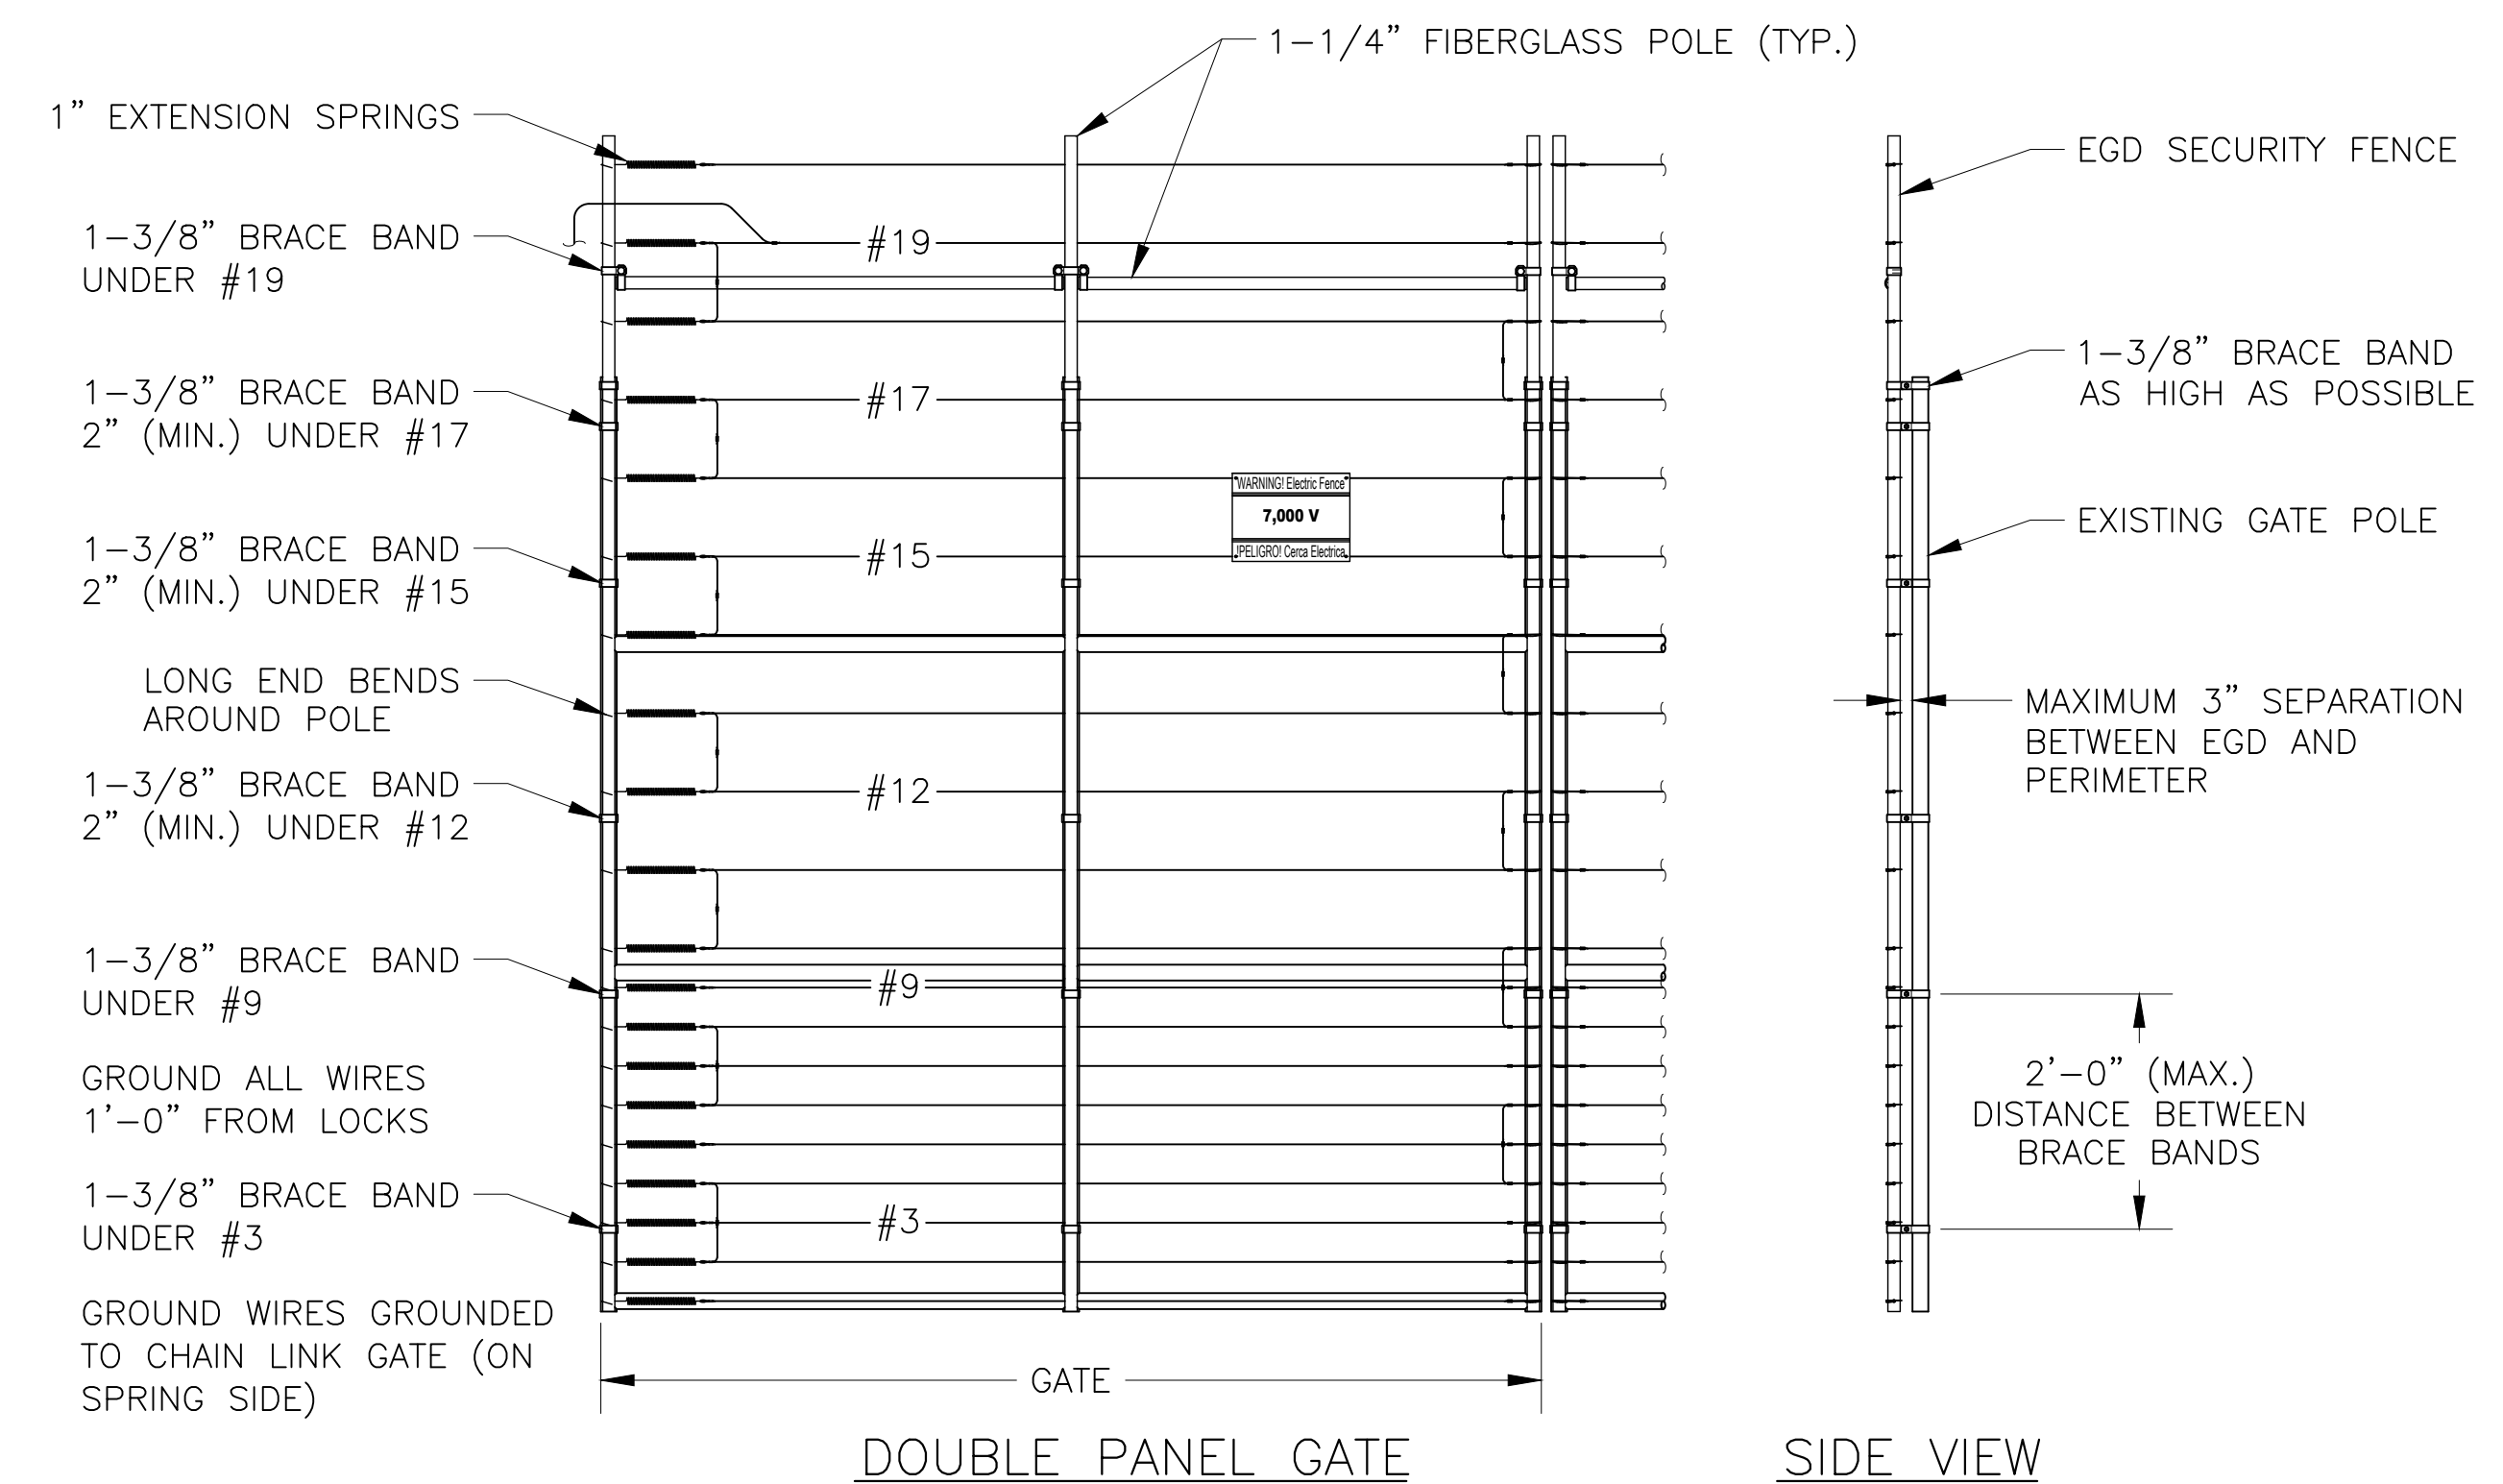 1-1/4" FIBERGLASS POLE (TYP.)
1" EXTENSION SPRINGS
1-3/8" BRACE BAND
UNDER #19
1-3/8" BRACE BAND
2" (MIN.) UNDER #17
1-3/8" BRACE BAND
2" (MIN.) UNDER #15
LONG END BENDS
AROUND POLE
1-3/8" BRACE BAND
2" (MIN.) UNDER #12
1-3/8" BRACE BAND
UNDER #9
GROUND ALL WIRES
1'-0" FROM LOCKS
1-3/8" BRACE BAND
UNDER #3
GROUND WIRES GROUNDED
TO CHAIN LINK GATE (ON
SPRING SIDE)
#19
#17
#15
#12
#9
#3
WARNING! Electric Fence
7,000 V
!PELIGRO! Cerca Electrica
GATE
DOUBLE PANEL GATE
EGD SECURITY FENCE
1-3/8" BRACE BAND
AS HIGH AS POSSIBLE
EXISTING GATE POLE
MAXIMUM 3" SEPARATION
BETWEEN EGD AND
PERIMETER
2'-0" (MAX.)
DISTANCE BETWEEN
BRACE BANDS
SIDE VIEW